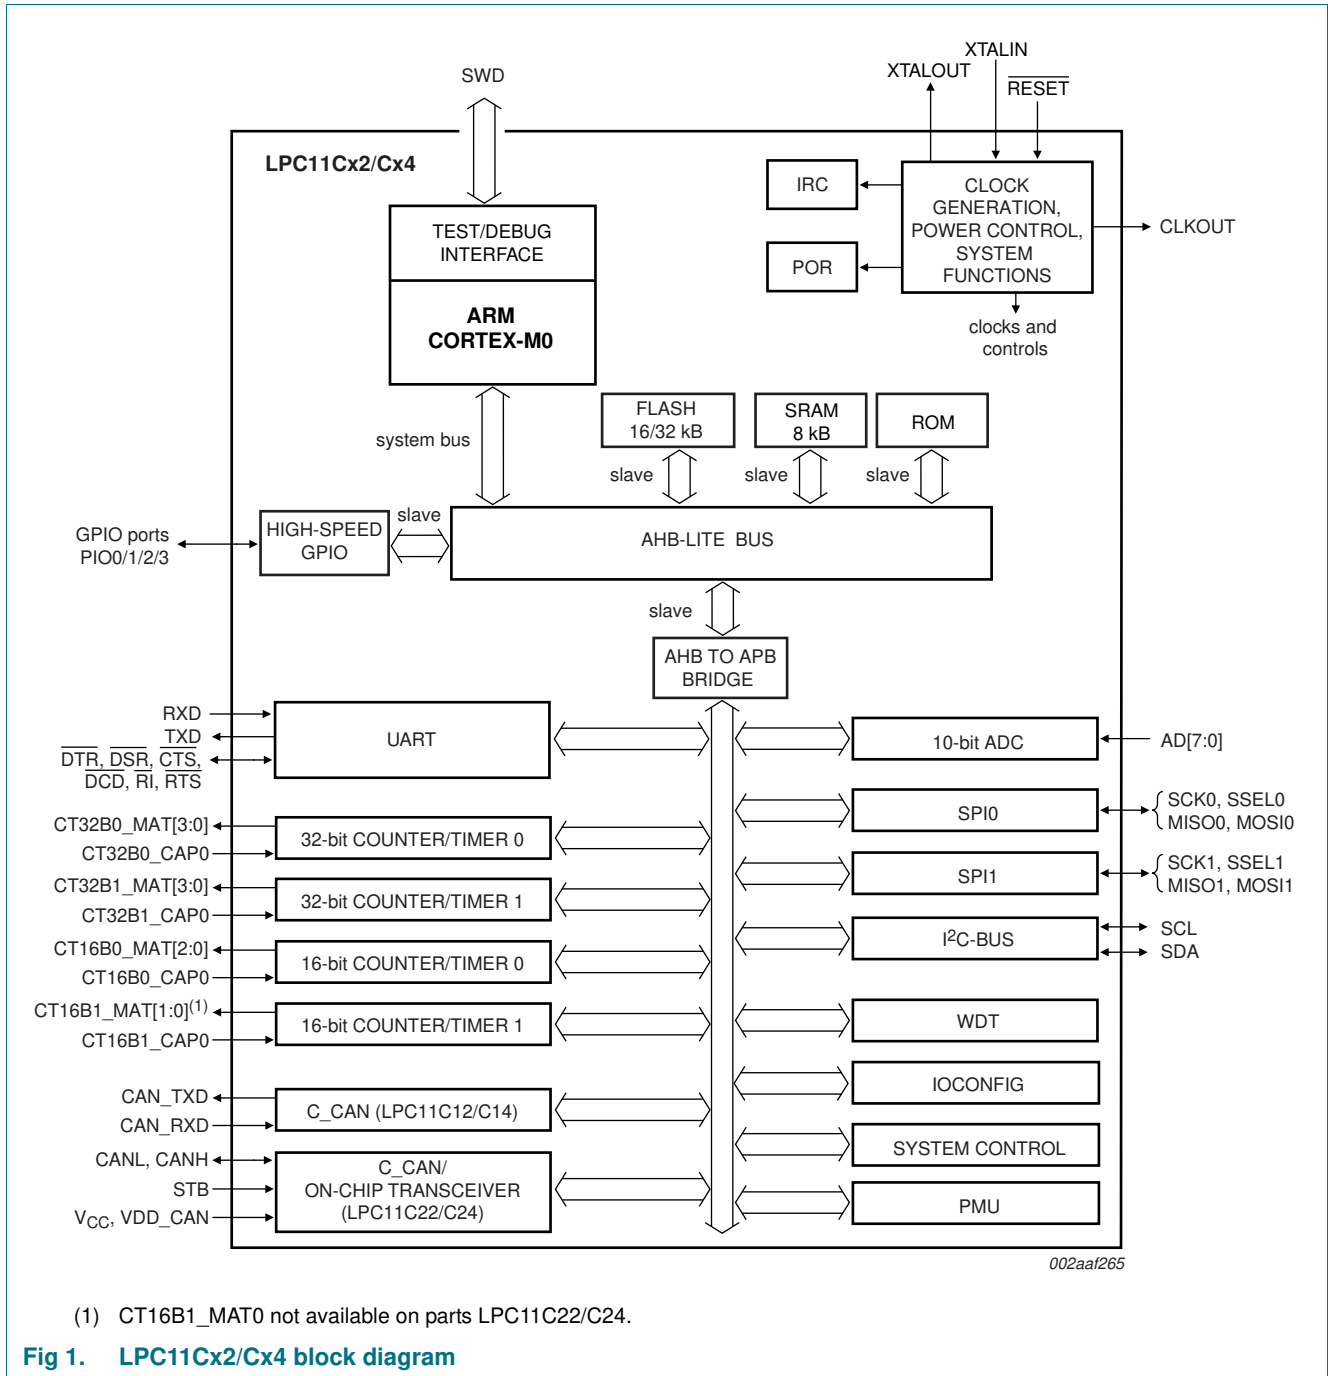 SWD
XTALIN
XTALOUT
RESET
LPC11Cx2/Cx4
IRC
POR
CLOCK
GENERATION,
POWER CONTROL,
SYSTEM
FUNCTIONS
CLKOUT
clocks and
controls
TEST/DEBUG
INTERFACE
ARM
CORTEX-M0
system bus
FLASH
16/32 kB
SRAM
8 kB
ROM
slave
slave
slave
GPIO ports
PIO0/1/2/3
HIGH-SPEED
GPIO
slave
AHB-LITE BUS
slave
AHB TO APB
BRIDGE
RXD
TXD
DTR, DSR, CTS,
DCD, RI, RTS
UART
10-bit ADC
AD[7:0]
CT32B0_MAT[3:0]
CT32B0_CAP0
32-bit COUNTER/TIMER 0
SPI0
SCK0, SSEL0
MISO0, MOSI0
CT32B1_MAT[3:0]
CT32B1_CAP0
32-bit COUNTER/TIMER 1
SPI1
SCK1, SSEL1
MISO1, MOSI1
CT16B0_MAT[2:0]
CT16B0_CAP0
16-bit COUNTER/TIMER 0
I2C-BUS
SCL
SDA
CT16B1_MAT[1:0](1)
CT16B1_CAP0
16-bit COUNTER/TIMER 1
WDT
IOCONFIG
CAN_TXD
CAN_RXD
C_CAN (LPC11C12/C14)
SYSTEM CONTROL
CANL, CANH
STB
VCC, VDD_CAN
C_CAN/
ON-CHIP TRANSCEIVER
(LPC11C22/C24)
PMU
002aaf265
(1) CT16B1_MAT0 not available on parts LPC11C22/C24.
Fig 1. LPC11Cx2/Cx4 block diagram